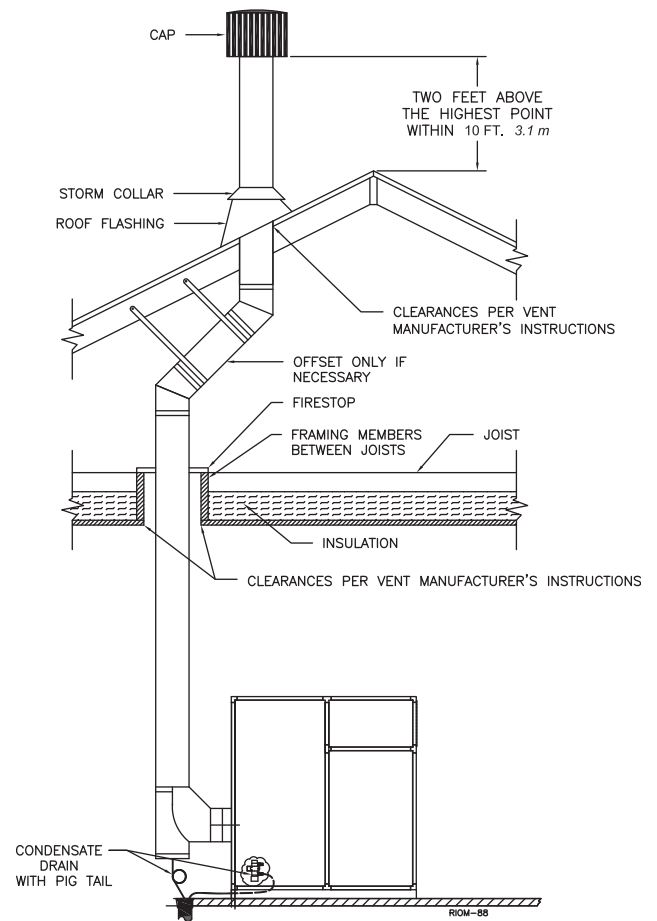 CAP
TWO FEET ABOVE
THE HIGHEST POINT
WITHIN 10 FT. 3.1 m
STORM COLLAR
ROOF FLASHING
CLEARANCES PER VENT
MANUFACTURER'S INSTRUCTIONS
OFFSET ONLY IF
NECESSARY
FIRESTOP
FRAMING MEMBERS
BETWEEN JOISTS
JOIST
INSULATION
CLEARANCES PER VENT MANUFACTURER'S INSTRUCTIONS
CONDENSATE
DRAIN
WITH PIG TAIL
RIOM-88